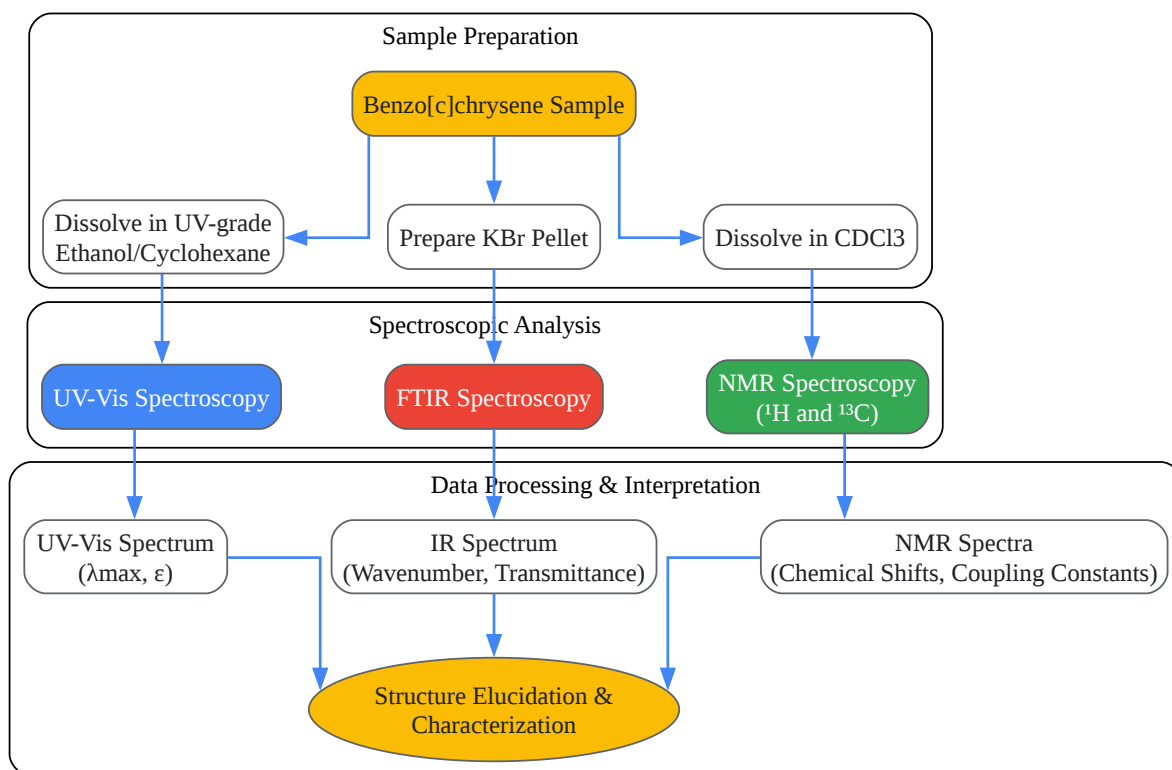 Sample Preparation
Benzo[c]chrysene Sample
Dissolve in UV-grade
Ethanol/Cyclohexane
Prepare KBr Pellet
Dissolve in CDCl3
Spectroscopic Analysis
UV-Vis Spectroscopy
FTIR Spectroscopy
NMR Spectroscopy
(¹H and ¹³C)
Data Processing & Interpretation
UV-Vis Spectrum
(λmax, ε)
IR Spectrum
(Wavenumber, Transmittance)
NMR Spectra
(Chemical Shifts, Coupling Constants)
Structure Elucidation &
Characterization